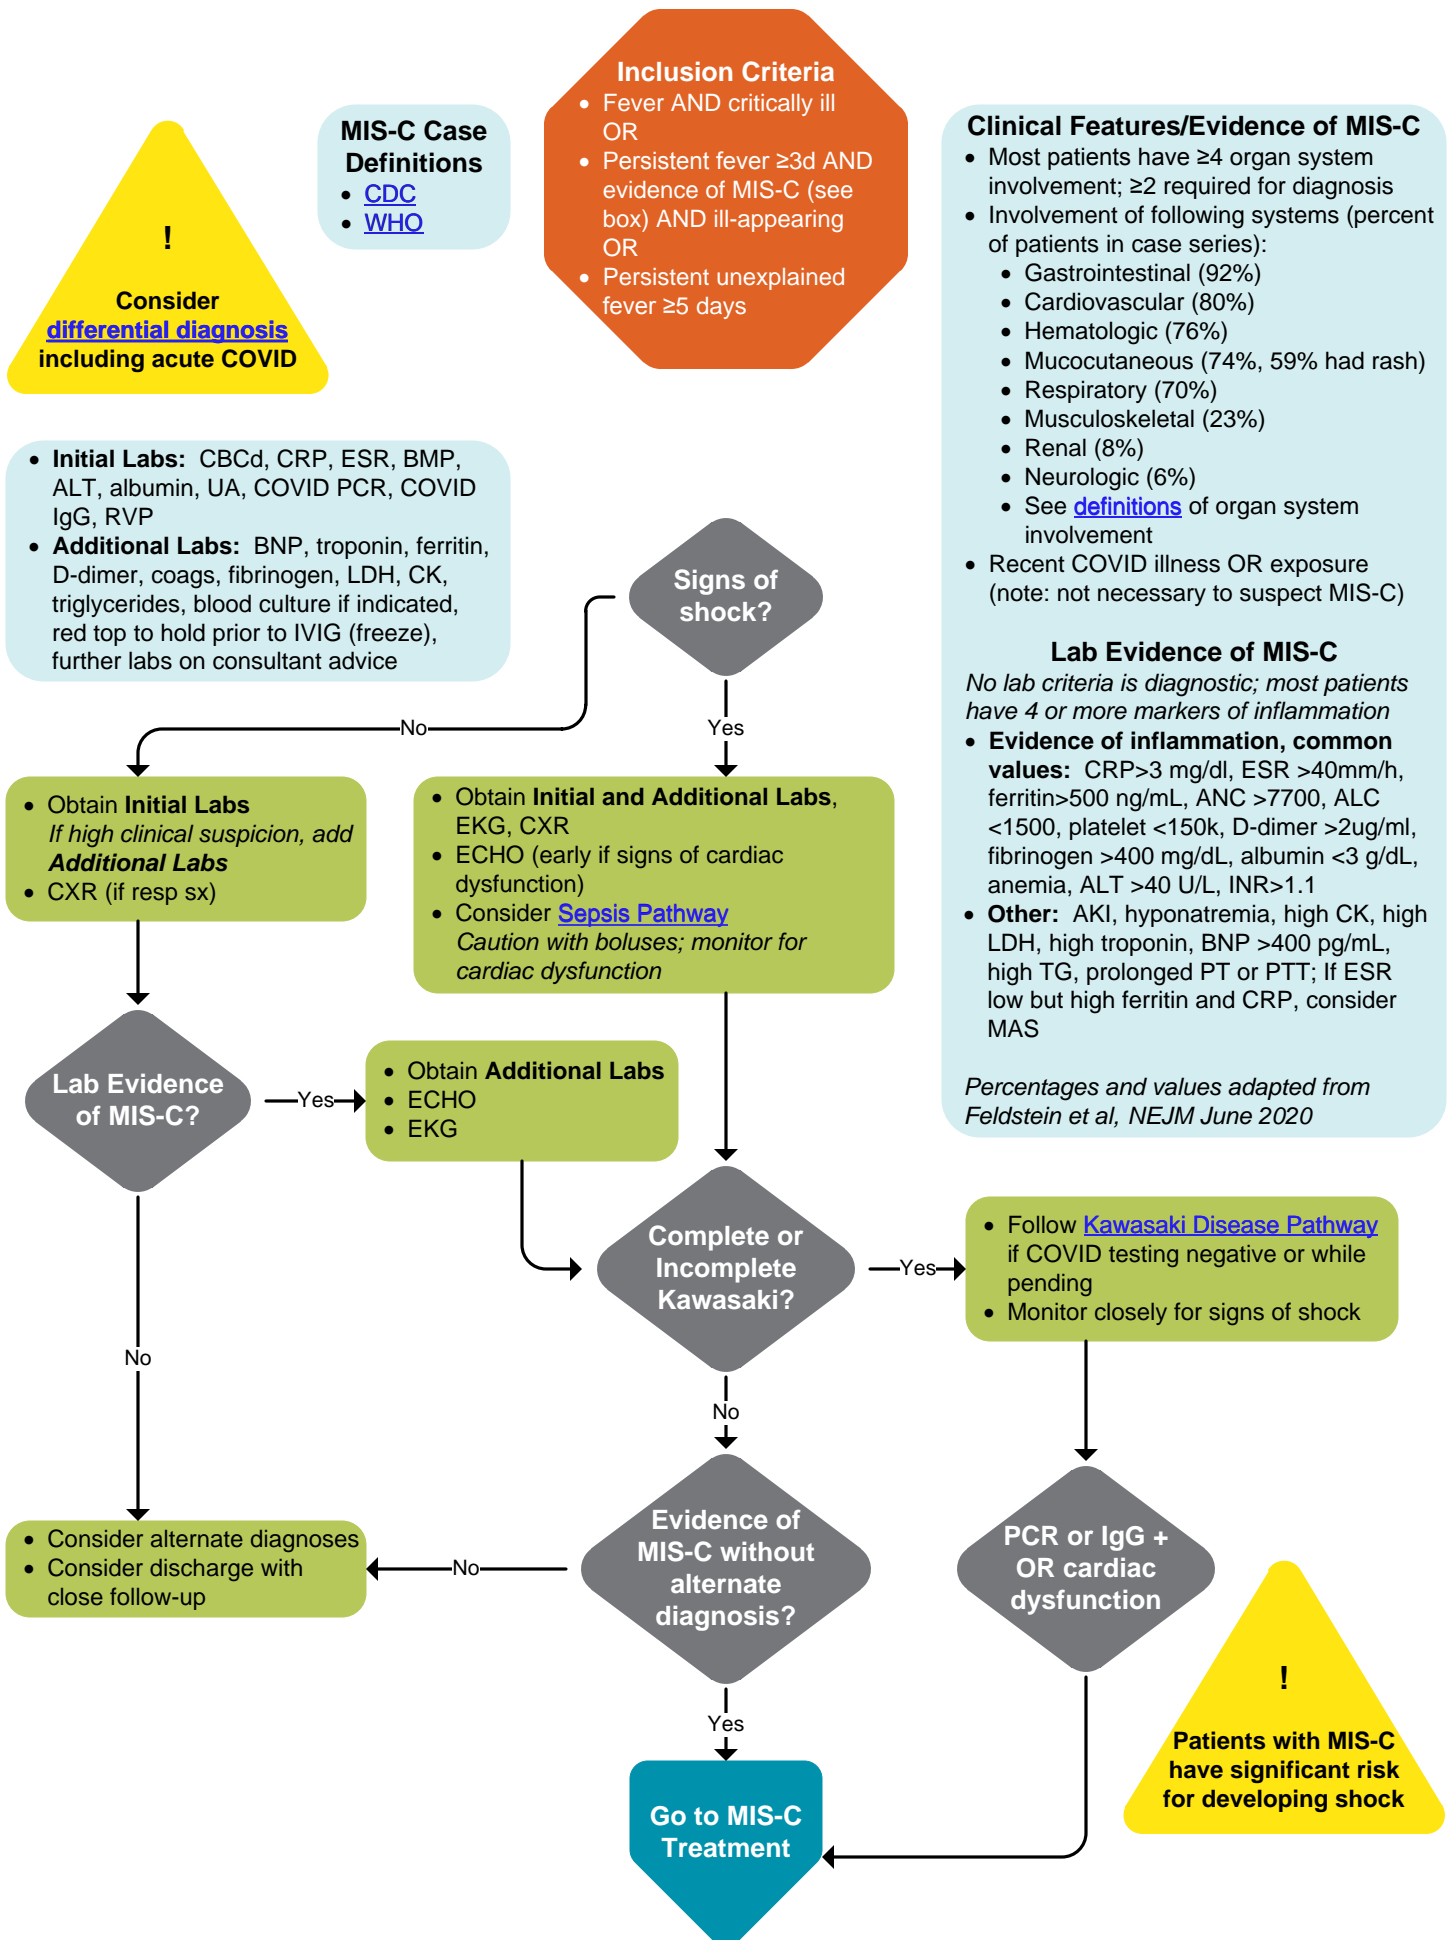 Inclusion Criteria
• Fever AND critically ill
OR
• Persistent fever ≥3d AND
evidence of MIS-C (see
box) AND ill-appearing
OR
• Persistent unexplained
fever ≥5 days
MIS-C Case
Definitions
• CDC
• WHO
!
Consider
differential diagnosis
including acute COVID
Clinical Features/Evidence of MIS-C
• Most patients have ≥4 organ system
involvement; ≥2 required for diagnosis
• Involvement of following systems (percent
of patients in case series):
• Gastrointestinal (92%)
• Cardiovascular (80%)
• Hematologic (76%)
• Mucocutaneous (74%, 59% had rash)
• Respiratory (70%)
• Musculoskeletal (23%)
• Renal (8%)
• Neurologic (6%)
• See definitions of organ system
involvement
• Recent COVID illness OR exposure
(note: not necessary to suspect MIS-C)
Lab Evidence of MIS-C
No lab criteria is diagnostic; most patients
have 4 or more markers of inflammation
• Evidence of inflammation, common
values: CRP>3 mg/dl, ESR >40mm/h,
ferritin>500 ng/mL, ANC >7700, ALC
<1500, platelet <150k, D-dimer >2ug/ml,
fibrinogen >400 mg/dL, albumin <3 g/dL,
anemia, ALT >40 U/L, INR>1.1
• Other: AKI, hyponatremia, high CK, high
LDH, high troponin, BNP >400 pg/mL,
high TG, prolonged PT or PTT; If ESR
low but high ferritin and CRP, consider
MAS
Percentages and values adapted from
Feldstein et al, NEJM June 2020
• Initial Labs: CBCd, CRP, ESR, BMP,
ALT, albumin, UA, COVID PCR, COVID
IgG, RVP
• Additional Labs: BNP, troponin, ferritin,
D-dimer, coags, fibrinogen, LDH, CK,
triglycerides, blood culture if indicated,
red top to hold prior to IVIG (freeze),
further labs on consultant advice
Signs of
shock?
No
Yes
• Obtain Initial Labs
If high clinical suspicion, add
Additional Labs
• CXR (if resp sx)
• Obtain Initial and Additional Labs,
EKG, CXR
• ECHO (early if signs of cardiac
dysfunction)
• Consider Sepsis Pathway
Caution with boluses; monitor for
cardiac dysfunction
Lab Evidence
of MIS-C?
Yes
• Obtain Additional Labs
• ECHO
• EKG
Complete or
Incomplete
Kawasaki?
Yes
• Follow Kawasaki Disease Pathway
if COVID testing negative or while
pending
• Monitor closely for signs of shock
No
No
Evidence of
MIS-C without
alternate
diagnosis?
No
• Consider alternate diagnoses
• Consider discharge with
close follow-up
PCR or IgG +
OR cardiac
dysfunction
Yes
Go to MIS-C
Treatment
!
Patients with MIS-C
have significant risk
for developing shock